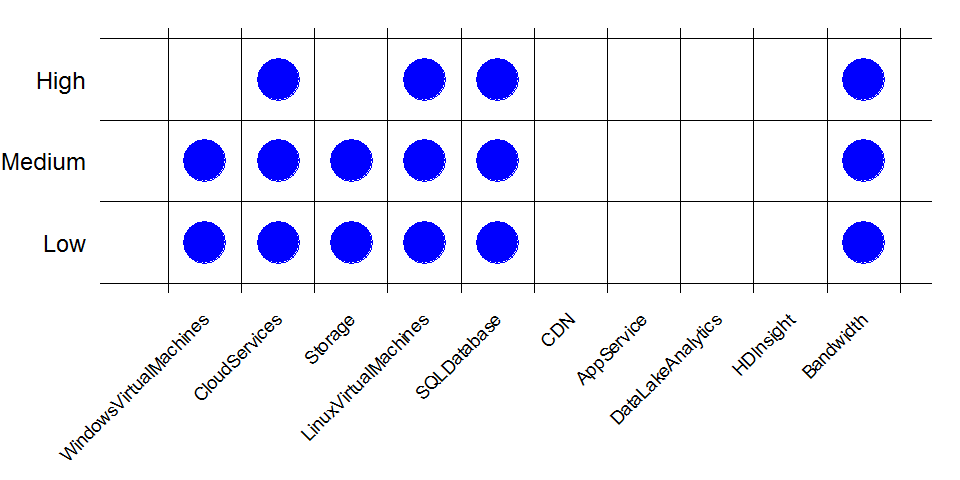 High
Medium
Low
WindowsVirtualMachines
CloudServices
Storage
LinuxVirtualMachines
SQLDatabase
CDN
AppService
DataLakeAnalytics
HDInsight
Bandwidth